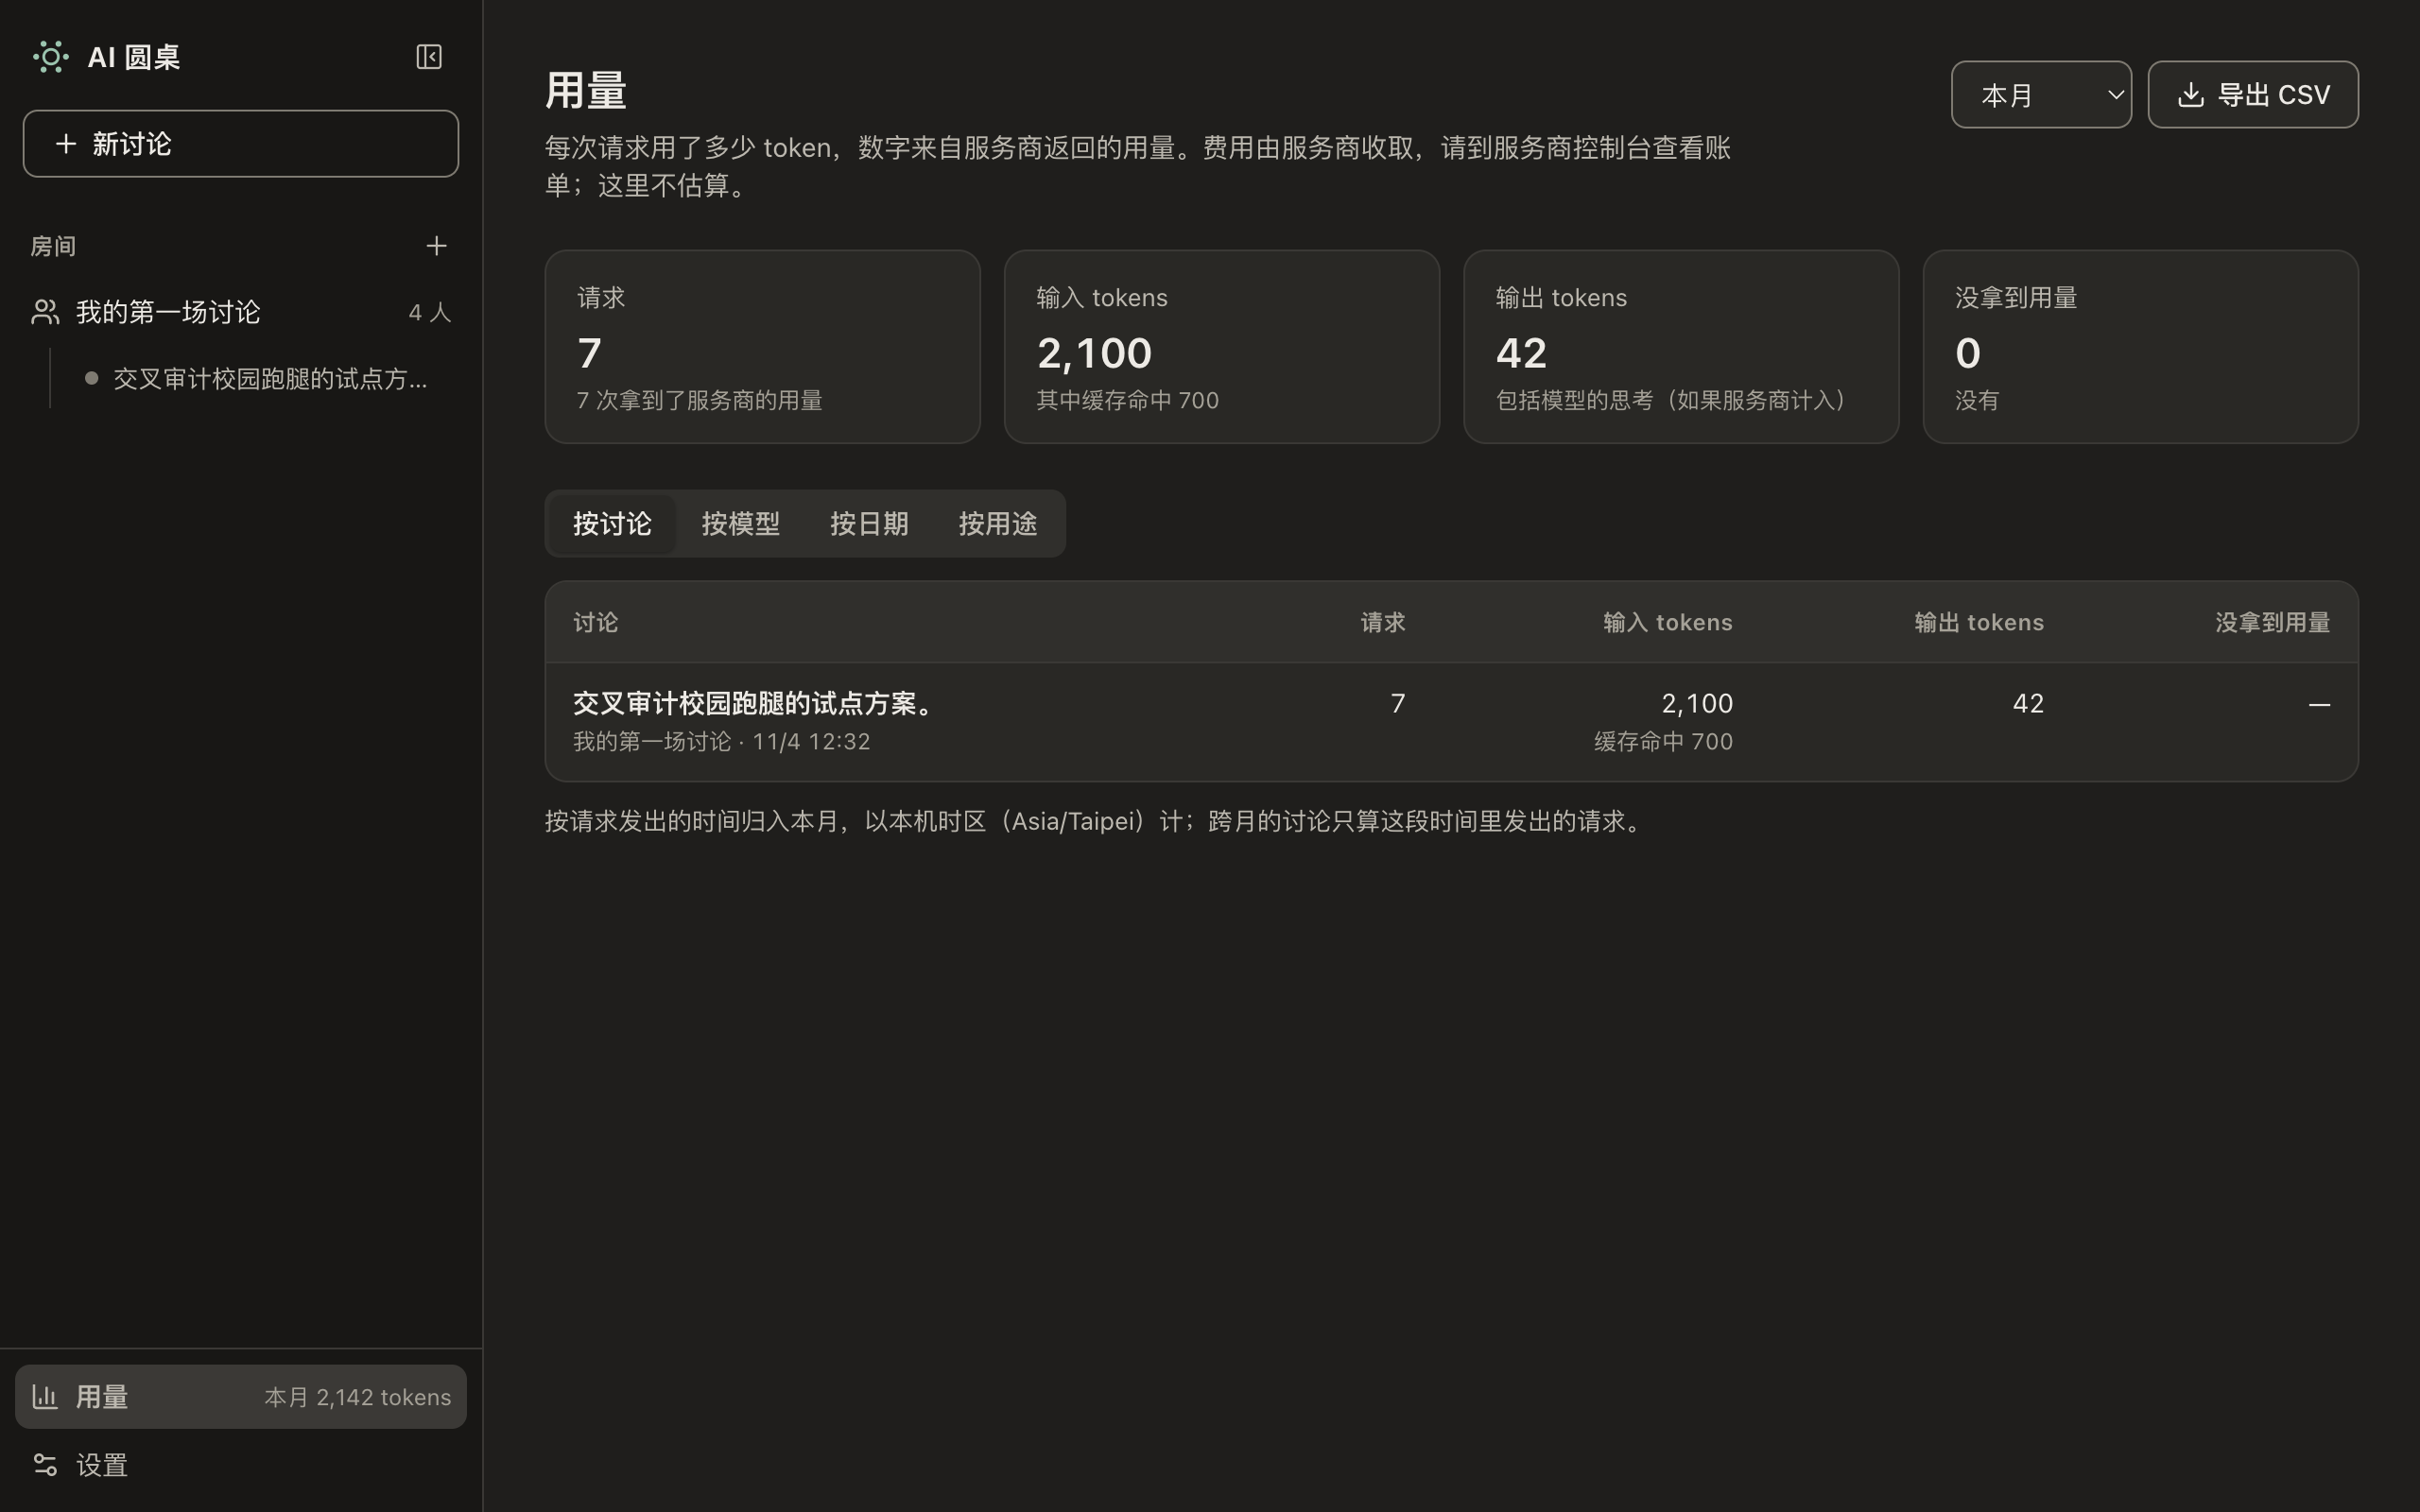 AI 圆桌
新讨论
房间
我的第一场讨论 4 人
交叉审计校园跑腿的试点方...
用量 本月 2,142 tokens
设置
用量
本月
导出 CSV
每次请求用了多少 token，数字来自服务商返回的用量。费用由服务商收取，请到服务商控制台查看账
单；这里不估算。
请求
7
7 次拿到了服务商的用量
输入 tokens
2,100
其中缓存命中 700
输出 tokens
42
包括模型的思考（如果服务商计入）
没拿到用量
0
没有
按讨论 按模型 按日期 按用途
讨论 请求 输入 tokens 输出 tokens 没拿到用量
交叉审计校园跑腿的试点方案。 7 2,100 42 —
我的第一场讨论 · 11/4 12:32 缓存命中 700
按请求发出的时间归入本月，以本机时区（Asia/Taipei）计；跨月的讨论只算这段时间里发出的请求。